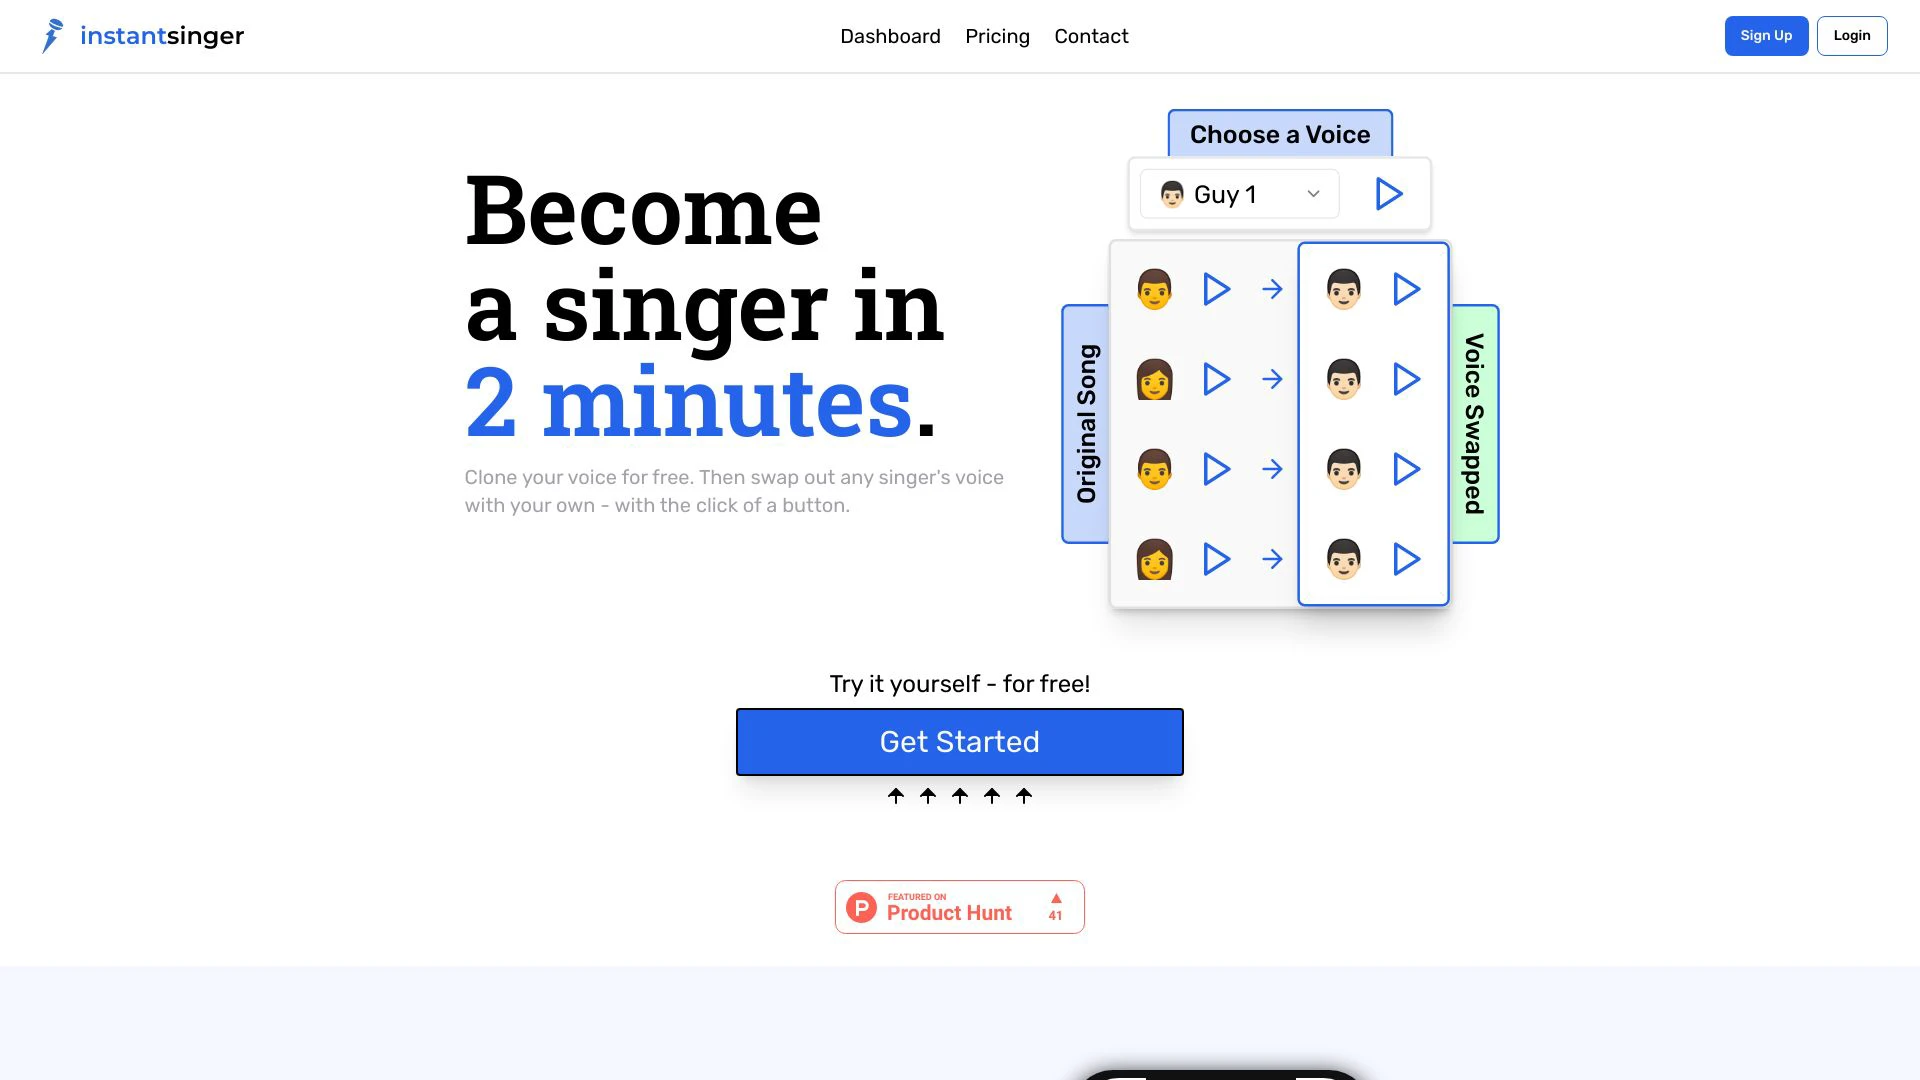 instantsinger
Dashboard
Pricing
Contact
Sign Up
Login
Become
a singer in
2 minutes.
Clone your voice for free. Then swap out any singer's voice
with your own - with the click of a button.
Choose a Voice
Guy 1
Original Song
Voice Swapped
Try it yourself - for free!
Get Started
FEATURED ON
P
Product Hunt
41